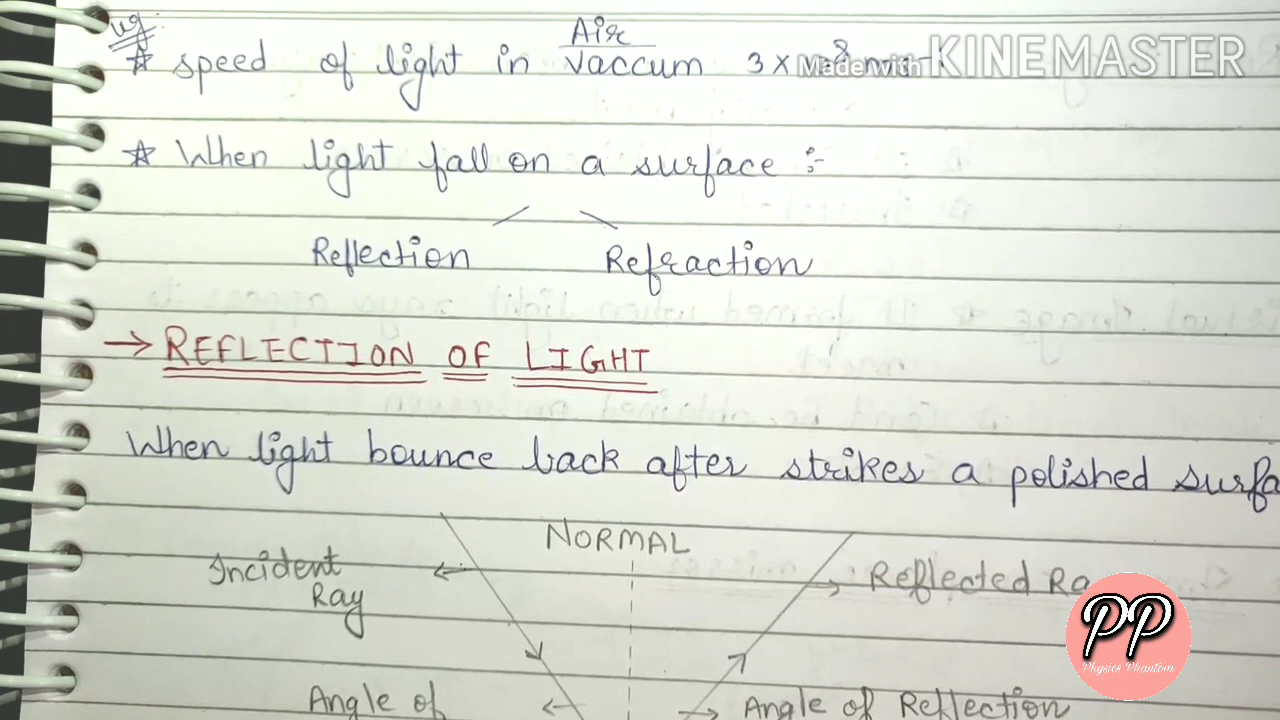 Air
☆ speed of light in vaccum 3 ×
Made with KINEMASTER
☆ When light fall on a surface :-
Reflection Refraction
→ REFLECTION OF LIGHT
When light bounce back after strikes a polished surfa
NORMAL
Incident Reflected Ra
Ray
PP
Physics Phantom
Angle of Angle of Reflection